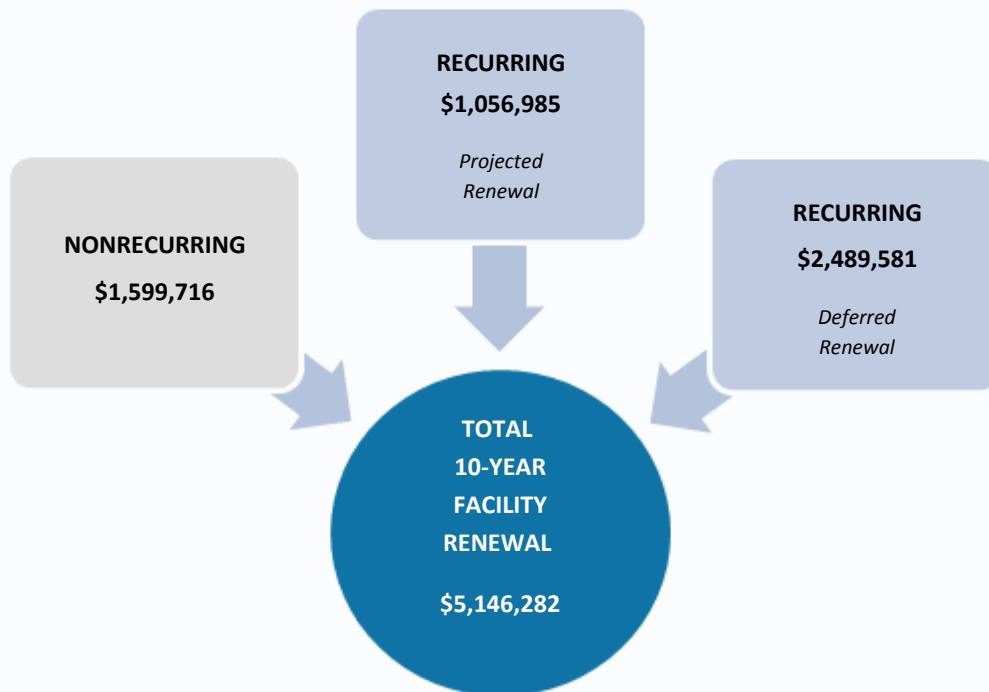 RECURRING
$1,056,985
Projected
Renewal
NONRECURRING
$1,599,716
RECURRING
$2,489,581
Deferred
Renewal
TOTAL
10-YEAR
FACILITY
RENEWAL
$5,146,282